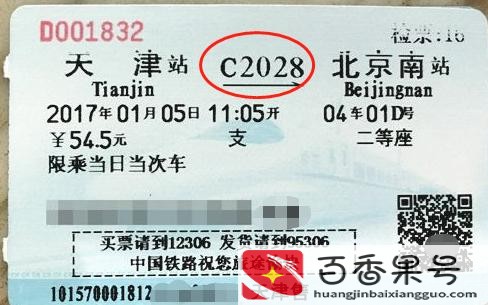 D001832 检票:16
天津站 C2028 北京南站
Tianjin Beijingnan
2017年01月05日 11:05开 04车01D号
￥54.5元 支 二等座
限乘当日当次车
买票请到12306 发货请到95306
中国铁路祝您旅途愉快
101570001812 天津售
百香果号
huangjinbaixiangguo.com